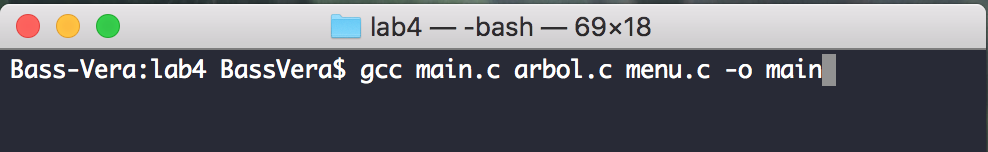 lab4 — -bash — 69×18
Bass-Vera:lab4 BassVera$ gcc main.c arbol.c menu.c -o main